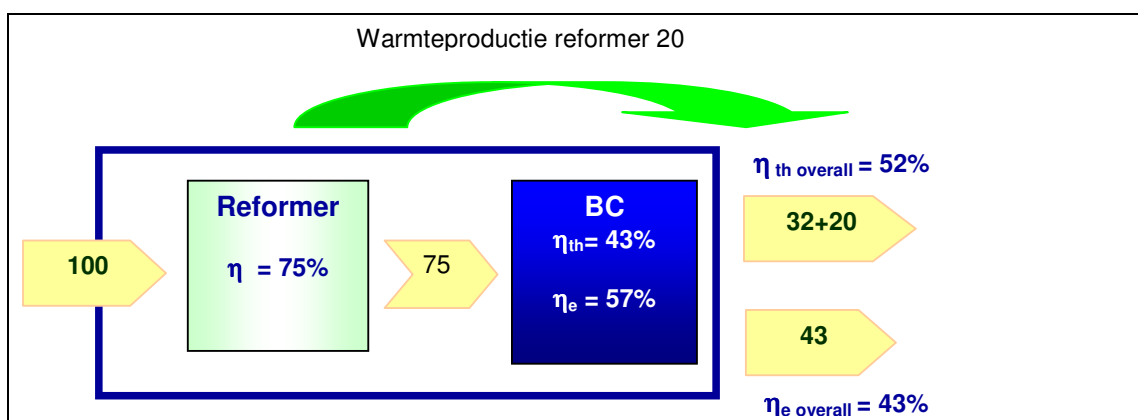 Warmteproductie reformer 20
η th overall = 52%
Reformer
BC
ηth= 43%
32+20
100
η = 75%
75
ηe = 57%
43
ηe overall = 43%